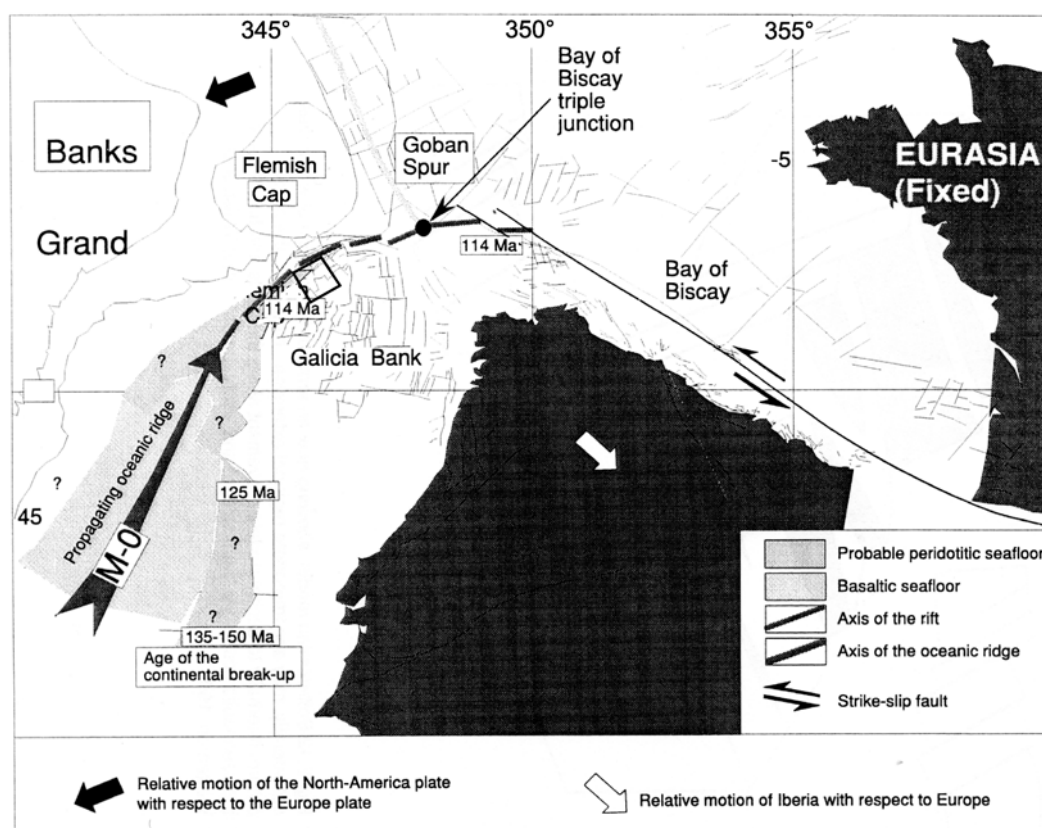 345°
350°
355°
Bay of
Biscay
triple
junction
Banks
Flemish
Cap
Goban
Spur
-5
EURASIA
(Fixed)
Grand
114 Ma
Bay of
Biscay
114 Ma
Galicia Bank
?
?
Propagating oceanic ridge
?
125 Ma
45
M-0
?
?
135-150 Ma
Age of the
continental break-up
Probable peridotitic seafloor
Basaltic seafloor
Axis of the rift
Axis of the oceanic ridge
Strike-slip fault
Relative motion of the North-America plate
with respect to the Europe plate
Relative motion of Iberia with respect to Europe